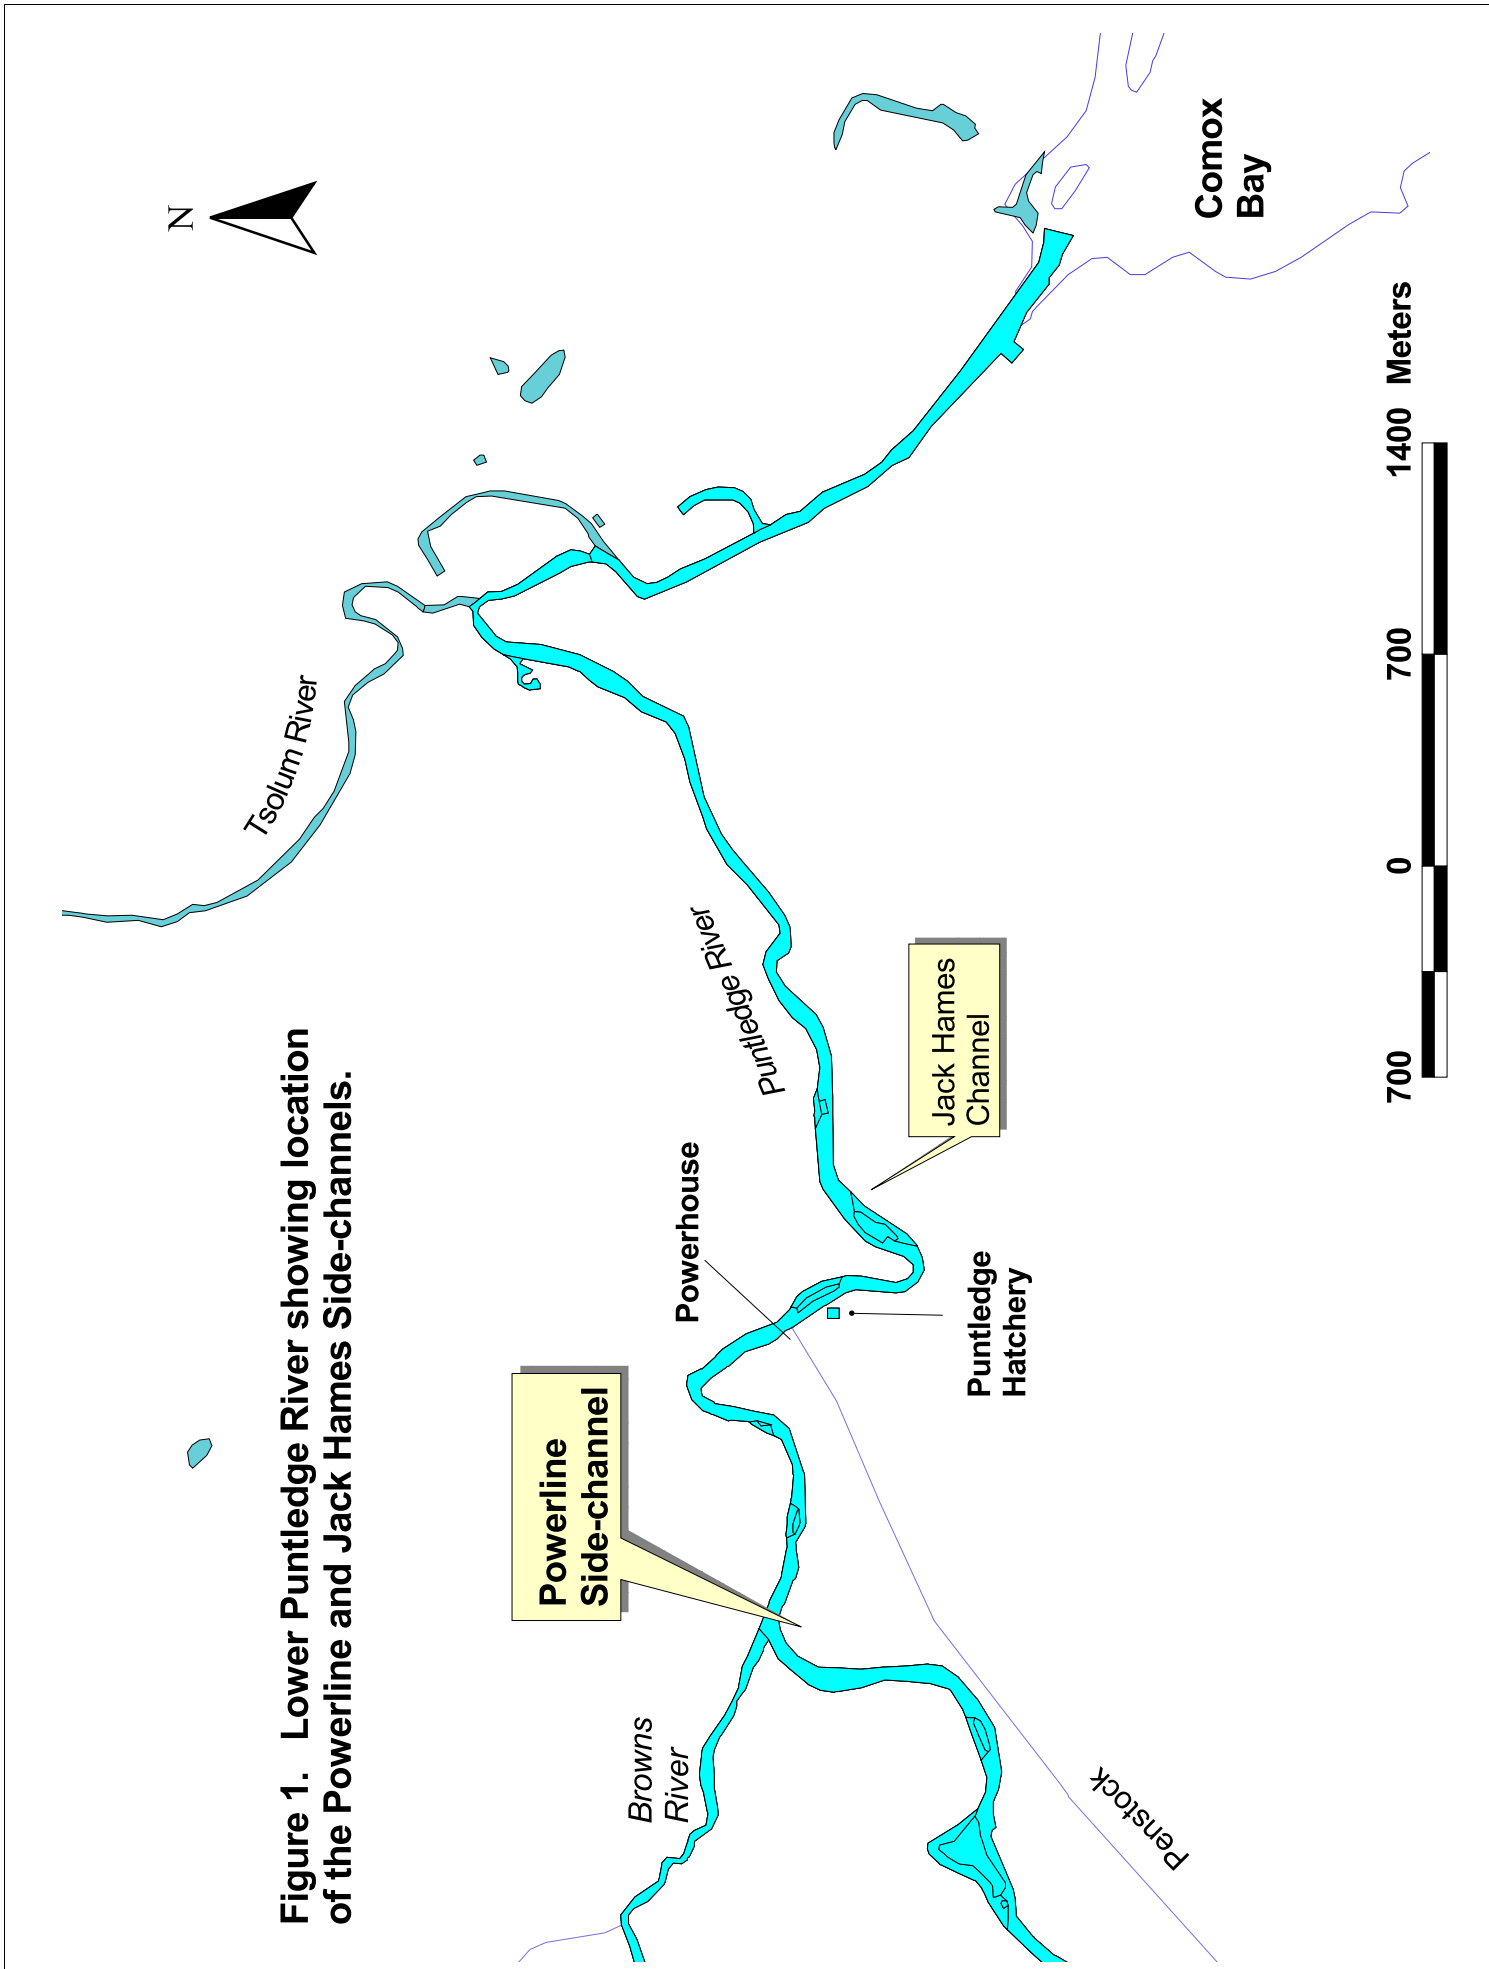 Figure 1.  Lower Puntledge River showing location
of the Powerline and Jack Hames Side-channels.
N
Tsolum River
Comox
Bay
Puntledge River
Powerhouse
Powerline
Side-channel
Browns
River
Jack Hames
Channel
Puntledge
Hatchery
Penstock
700 0 700 1400 Meters